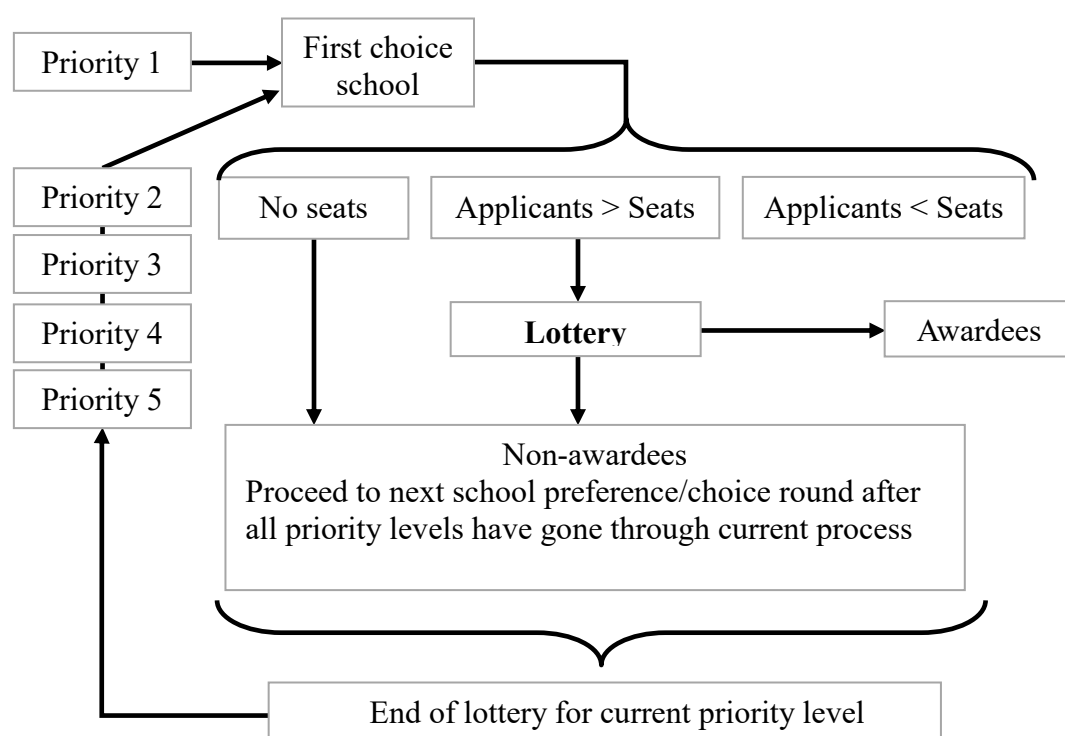 Priority 1
First choice
school
Priority 2
Priority 3
Priority 4
Priority 5
No seats
Applicants > Seats
Applicants < Seats
Lottery
Awardees
Non-awardees
Proceed to next school preference/choice round after
all priority levels have gone through current process
End of lottery for current priority level